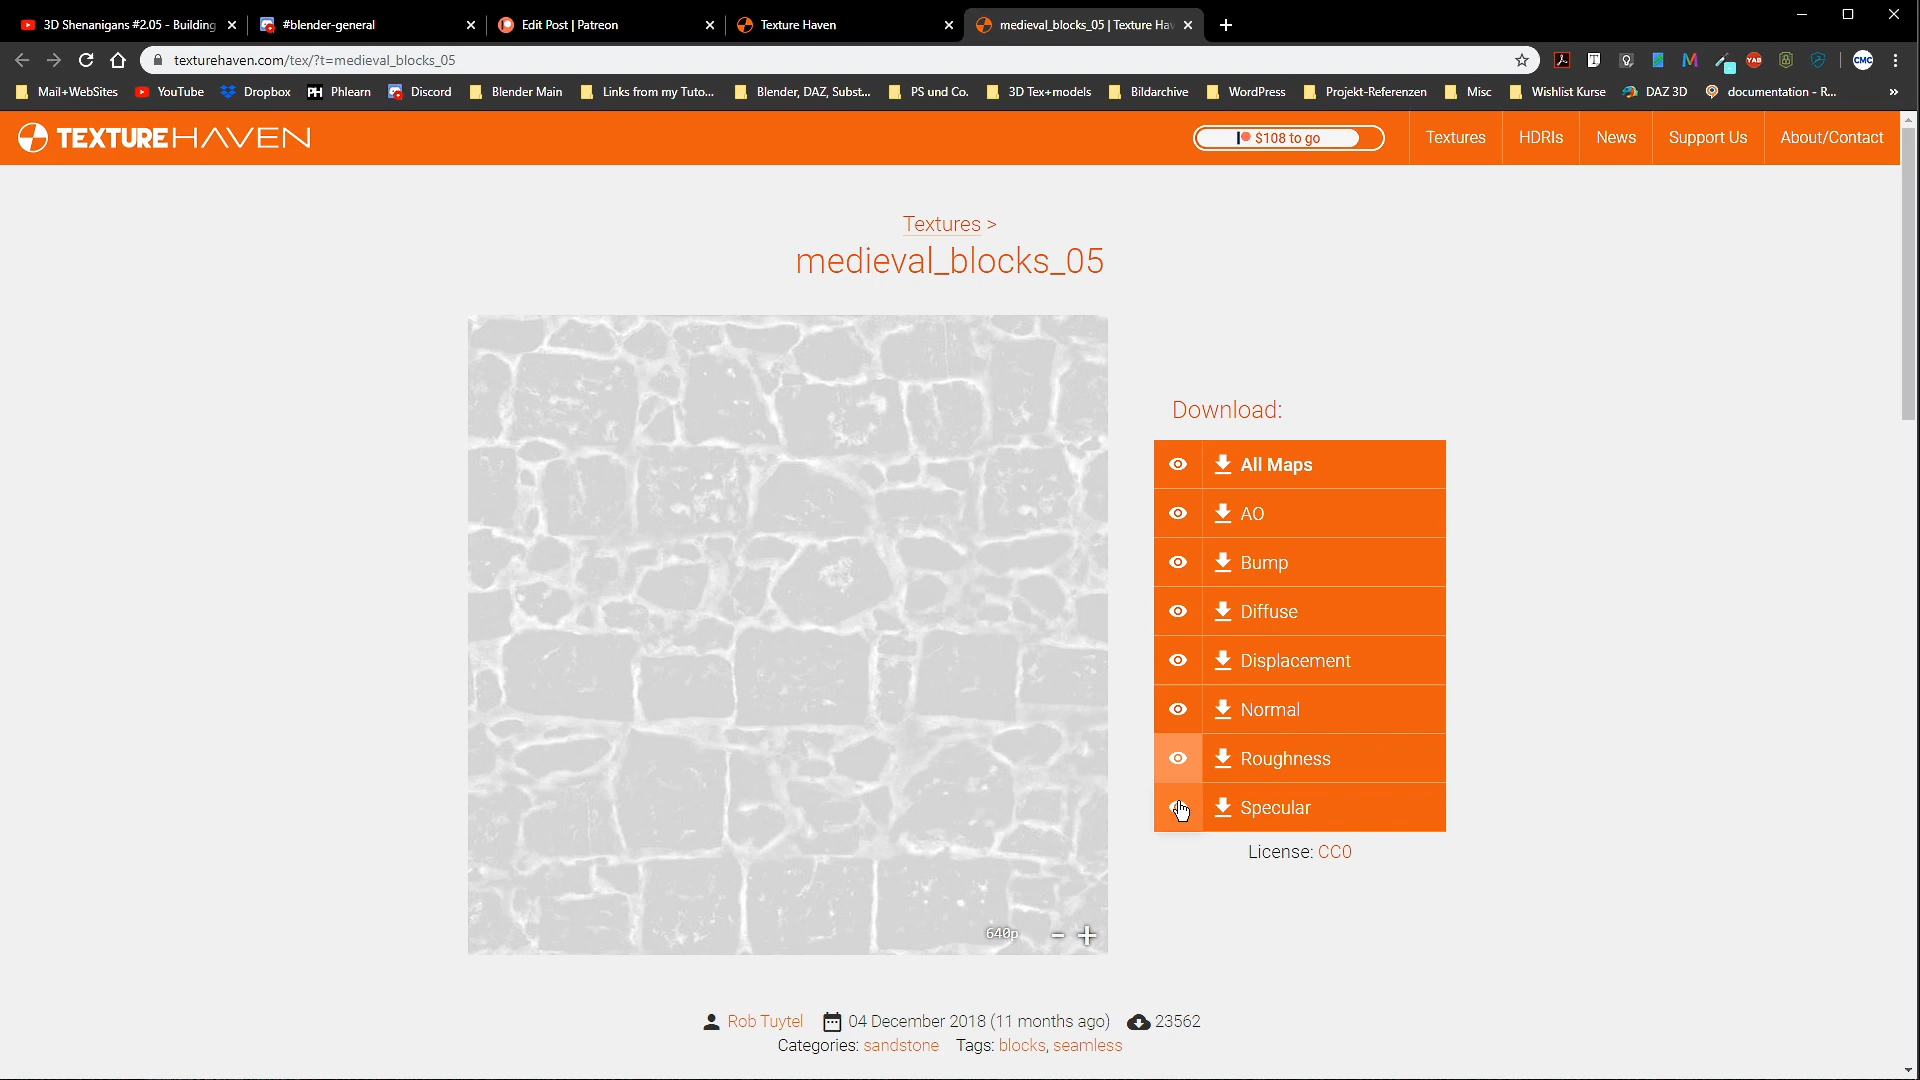 3D Shenanigans #2.05 - Building
#blender-general
Edit Post | Patreon
Texture Haven
medieval_blocks_05 | Texture Hav
texturehaven.com/tex/?t=medieval_blocks_05
CMC
Mail+WebSites
YouTube
Dropbox
PH Phlearn
Discord
Blender Main
Links from my Tuto...
Blender, DAZ, Subst...
PS und Co.
3D Tex+models
Bildarchive
WordPress
Projekt-Referenzen
Misc
Wishlist Kurse
DAZ 3D
documentation - R...
»
TEXTUREHAVEN
$108 to go
Textures
HDRIs
News
Support Us
About/Contact
Textures >
medieval_blocks_05
Download:
All Maps
AO
Bump
Diffuse
Displacement
Normal
Roughness
Specular
License: CC0
640p
Rob Tuytel 04 December 2018 (11 months ago) 23562
Categories: sandstone Tags: blocks, seamless